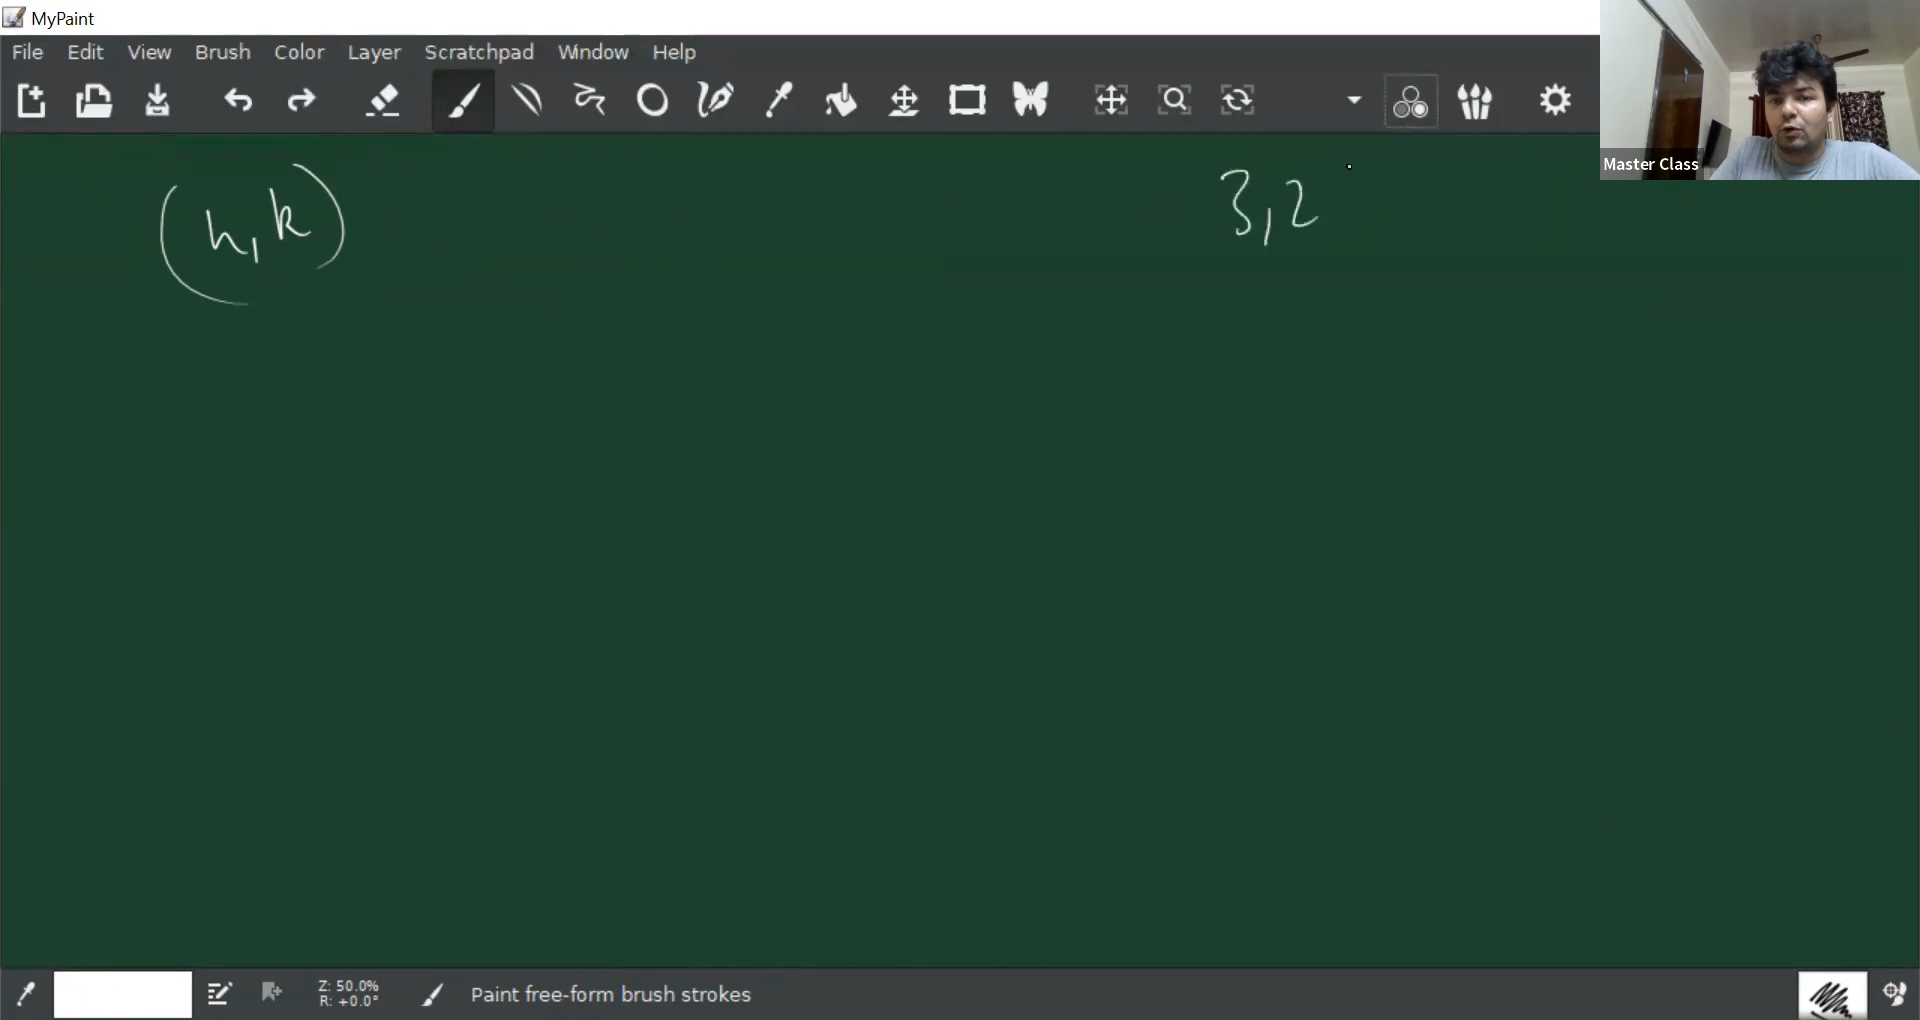 MyPaint
File Edit View Brush Color Layer Scratchpad Window Help
Master Class
(h, k) 3, 2
Z: 50.0%
R: +0.0°
Paint free-form brush strokes